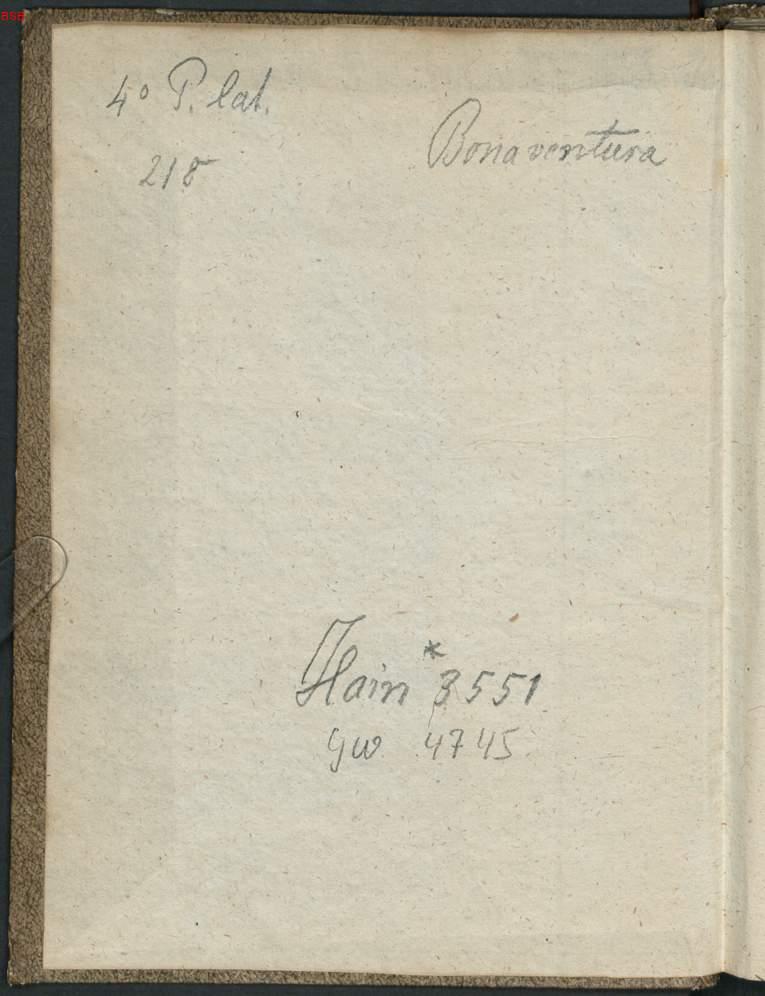 4° P. lat.
218
Bonaventura
Hain *3551
GW 4745